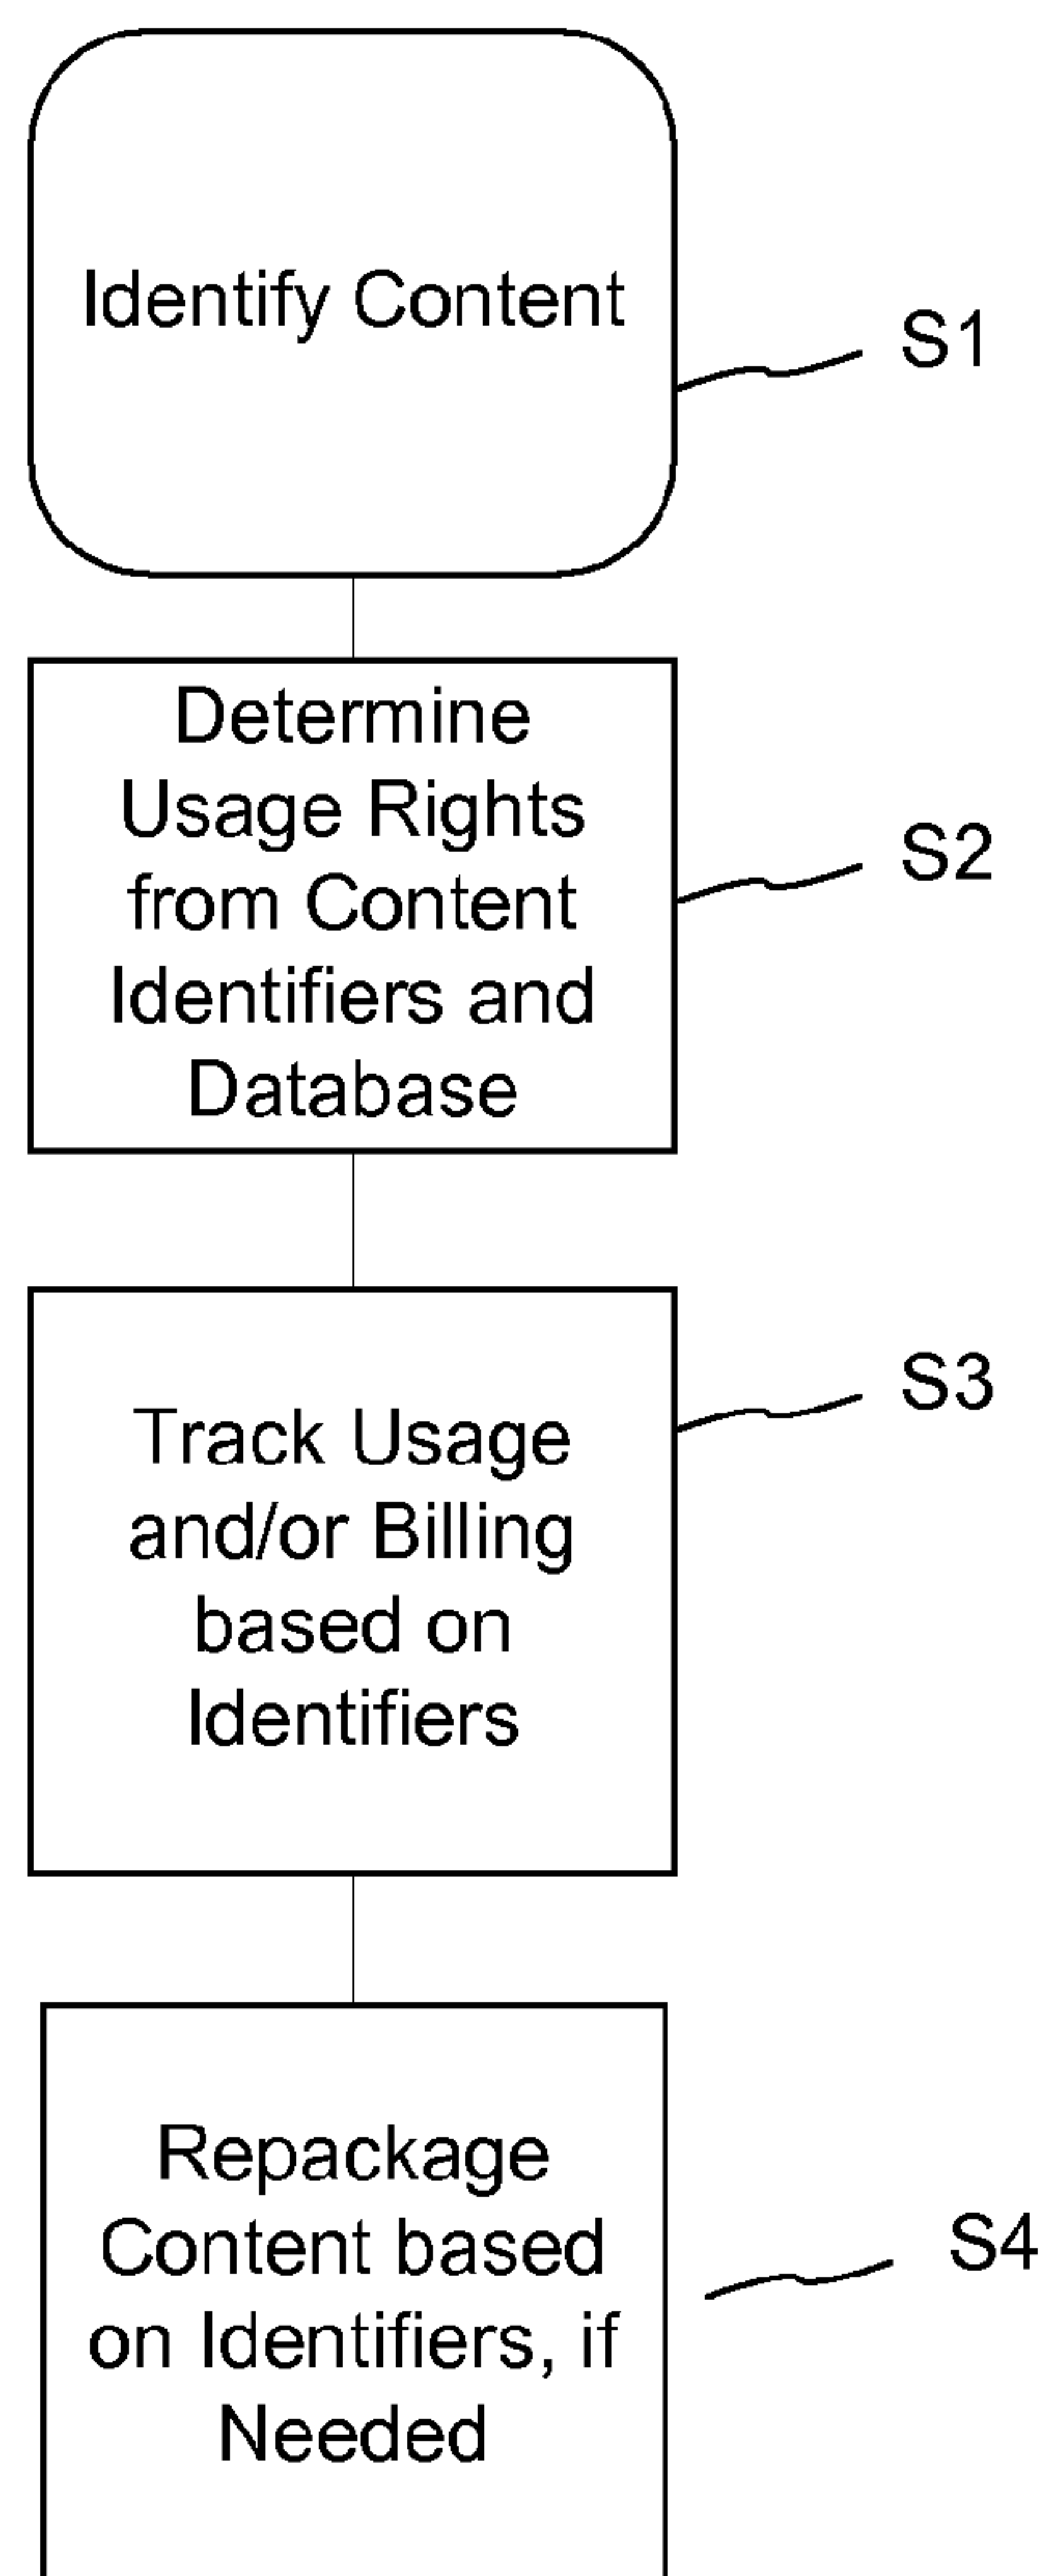 Identify Content
S1
Determine
Usage Rights
from Content
Identifiers and
Database
S2
Track Usage
and/or Billing
based on
Identifiers
S3
Repackage
Content based
on Identifiers, if
Needed
S4